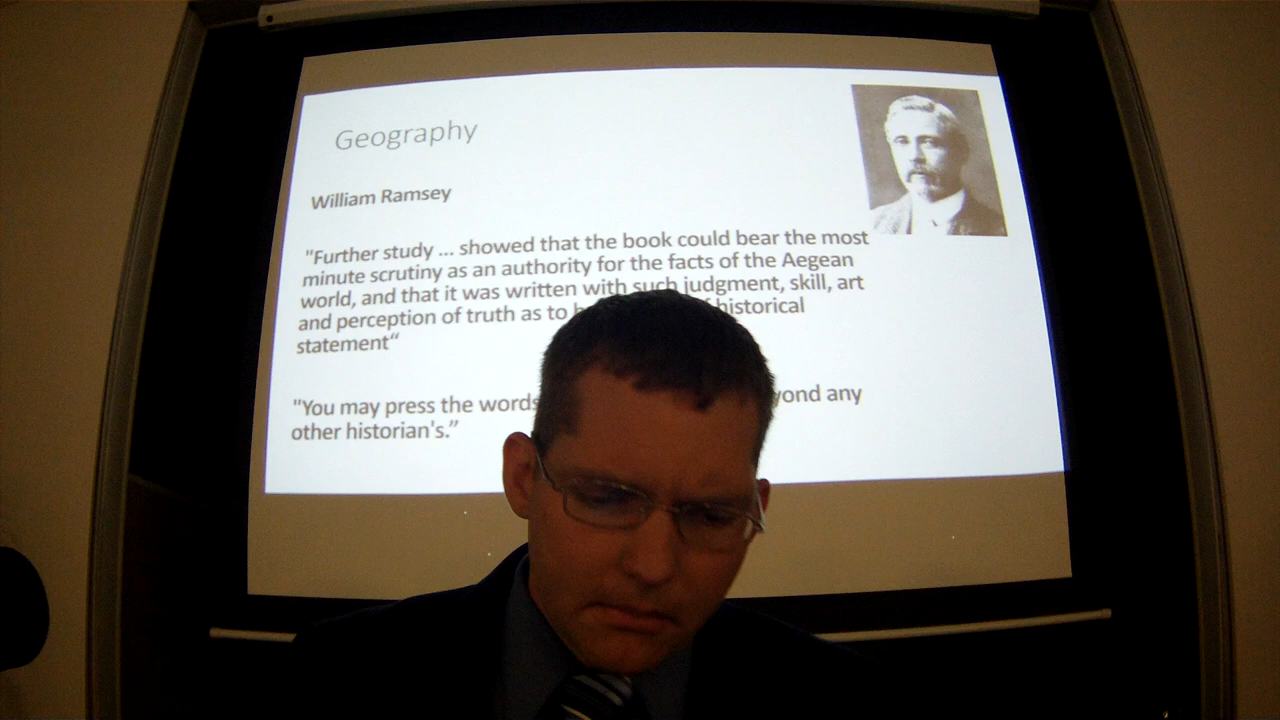 Geography
William Ramsey
"Further study ... showed that the book could bear the most
minute scrutiny as an authority for the facts of the Aegean
world, and that it was written with such judgment, skill, art
and perception of truth as to historical
statement“
"You may press the words any
other historian's.”